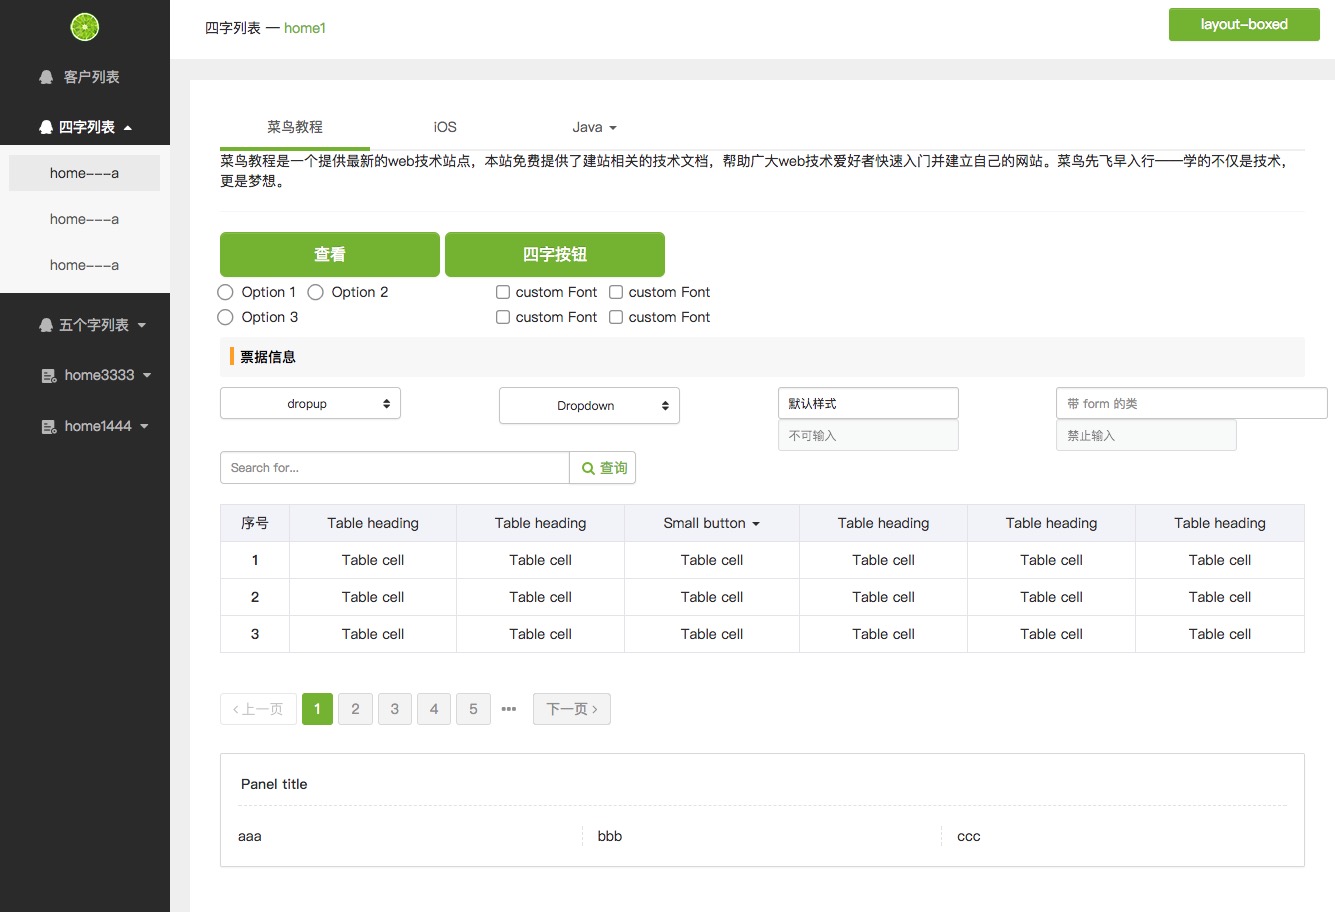 四字列表 — home1
layout-boxed
客户列表
四字列表
home---a
home---a
home---a
五个字列表
home3333
home1444
菜鸟教程 iOS Java
菜鸟教程是一个提供最新的web技术站点，本站免费提供了建站相关的技术文档，帮助广大web技术爱好者快速入门并建立自己的网站。菜鸟先飞早入行——学的不仅是技术，
更是梦想。
查看 四字按钮
Option 1 Option 2 custom Font custom Font
Option 3 custom Font custom Font
票据信息
dropup Dropdown 默认样式 带 form 的类
不可输入 禁止输入
Search for... 查询
序号 Table heading Table heading Small button Table heading Table heading Table heading
1 Table cell Table cell Table cell Table cell Table cell Table cell
2 Table cell Table cell Table cell Table cell Table cell Table cell
3 Table cell Table cell Table cell Table cell Table cell Table cell
‹ 上一页 1 2 3 4 5 ••• 下一页 ›
Panel title
aaa bbb ccc